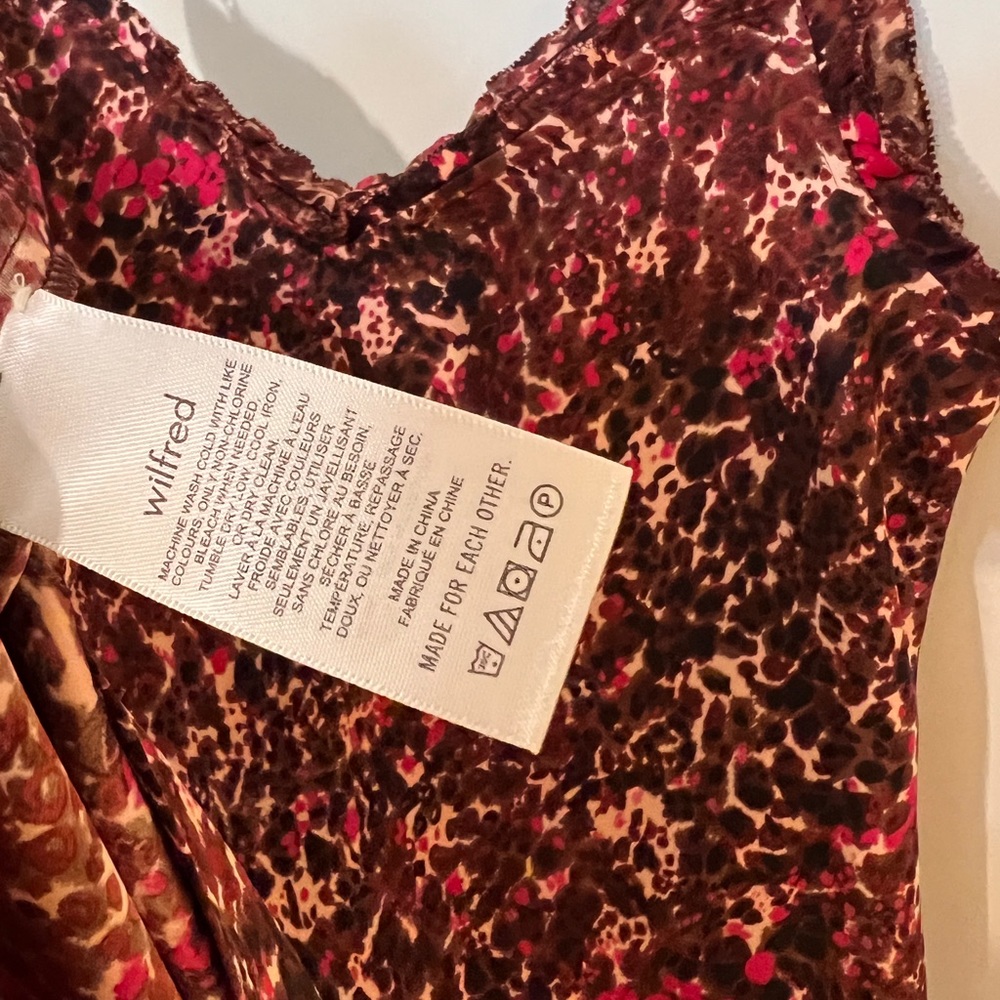 wilfred
MACHINE WASH COLD WITH LIKE
COLOURS, ONLY NON-CHLORINE
BLEACH WHEN NEEDED,
TUMBLE DRY LOW, COOL IRON,
OR DRY CLEAN.
LAVER À LA MACHINE À L'EAU
FROIDE AVEC COULEURS
SEMBLABLES, UTILISER
SEULEMENT UN JAVELLISANT
SANS CHLORE AU BESOIN,
SÉCHER À BASSE
TEMPÉRATURE, REPASSAGE
DOUX, OU NETTOYER À SEC.
MADE IN CHINA
FABRIQUÉ EN CHINE
MADE FOR EACH OTHER.
P